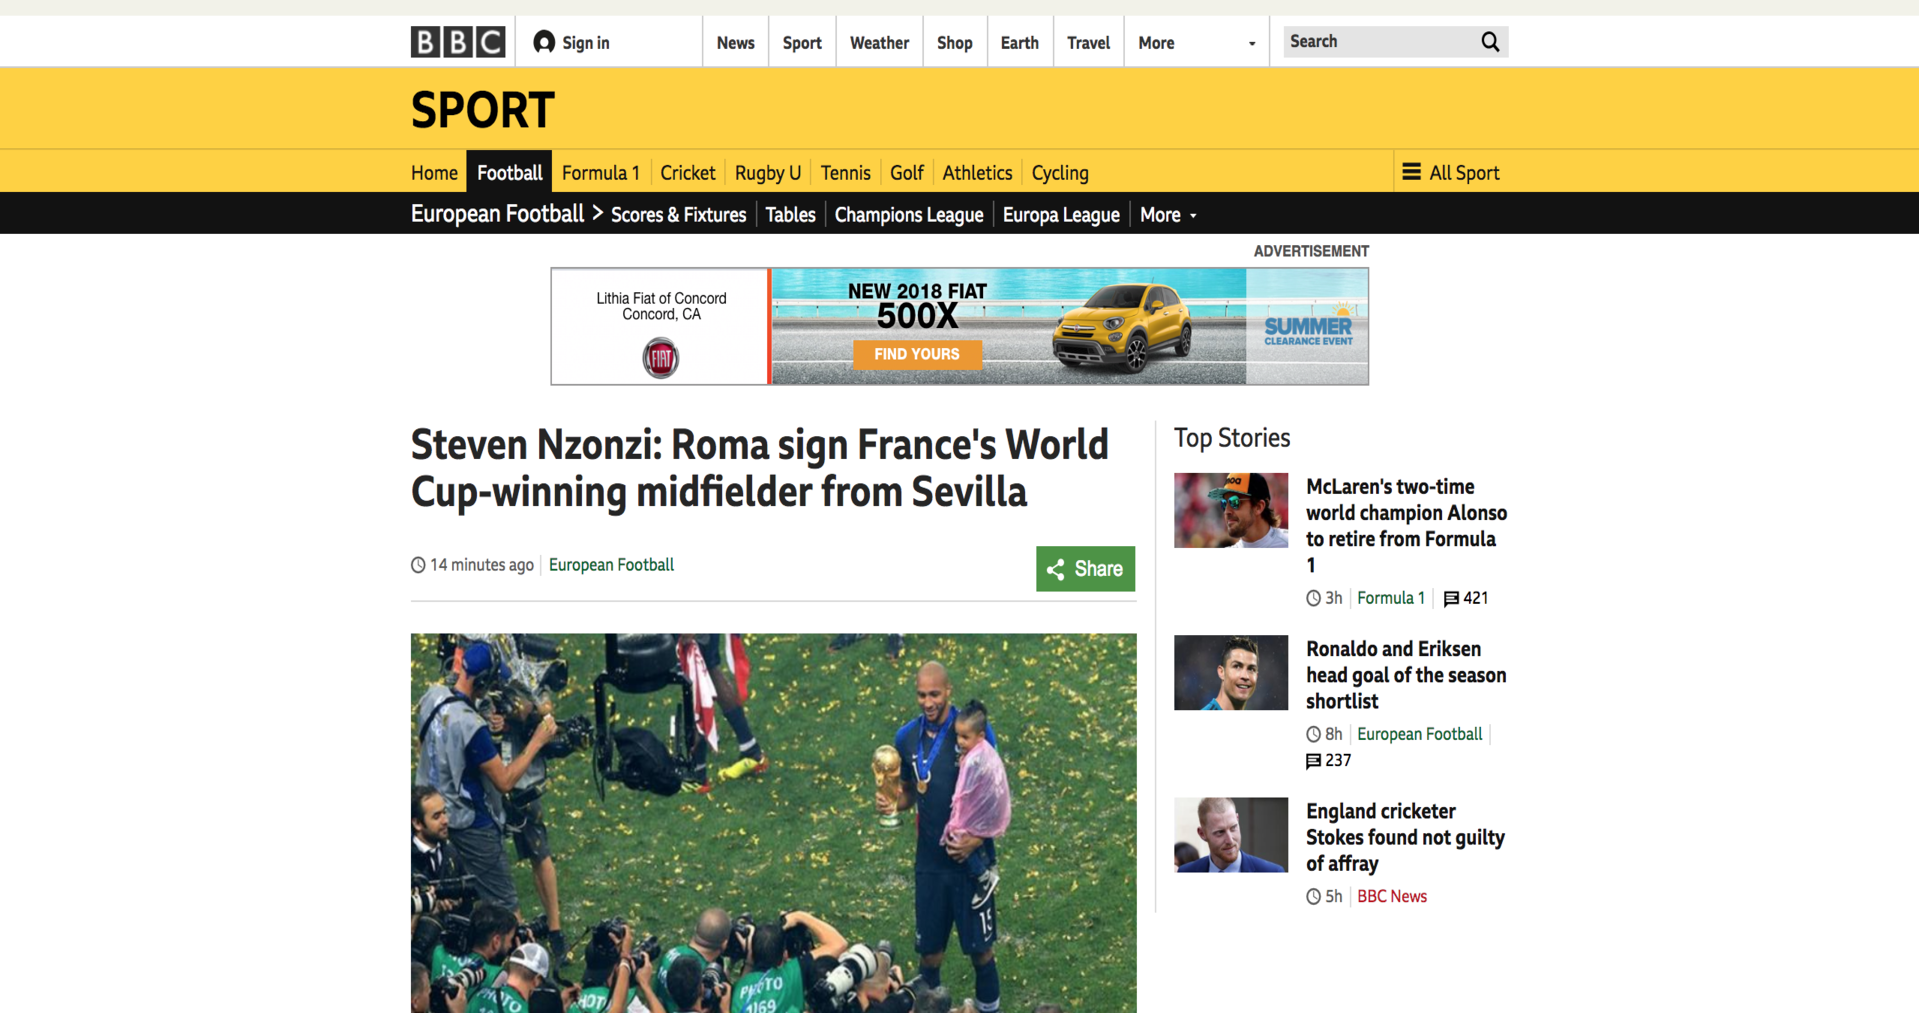 BBC
Sign in
News
Sport
Weather
Shop
Earth
Travel
More
Search
SPORT
Home
Football
Formula 1
Cricket
Rugby U
Tennis
Golf
Athletics
Cycling
All Sport
European Football
Scores & Fixtures
Tables
Champions League
Europa League
More
ADVERTISEMENT
Lithia Fiat of Concord
Concord, CA
FIAT
NEW 2018 FIAT
500X
FIND YOURS
SUMMER
CLEARANCE EVENT
Steven Nzonzi: Roma sign France's World
Cup-winning midfielder from Sevilla
14 minutes ago
European Football
Share
15
PHOTO
PHOTO
1169
Top Stories
McLaren's two-time
world champion Alonso
to retire from Formula
1
3h
Formula 1
421
Ronaldo and Eriksen
head goal of the season
shortlist
8h
European Football
237
England cricketer
Stokes found not guilty
of affray
5h
BBC News